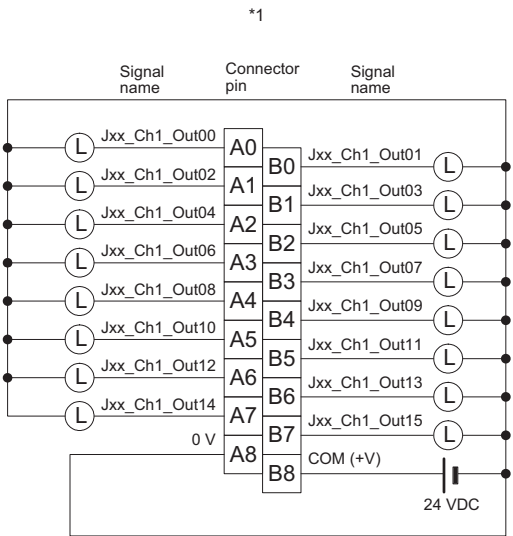 *1
Signal name
Connector pin
Signal name
Jxx_Ch1_Out00
A0
B0
Jxx_Ch1_Out01
L
L
Jxx_Ch1_Out02
A1
B1
Jxx_Ch1_Out03
L
L
Jxx_Ch1_Out04
A2
B2
Jxx_Ch1_Out05
L
L
Jxx_Ch1_Out06
A3
B3
Jxx_Ch1_Out07
L
L
Jxx_Ch1_Out08
A4
B4
Jxx_Ch1_Out09
L
L
Jxx_Ch1_Out10
A5
B5
Jxx_Ch1_Out11
L
L
Jxx_Ch1_Out12
A6
B6
Jxx_Ch1_Out13
L
L
Jxx_Ch1_Out14
A7
B7
Jxx_Ch1_Out15
L
L
0 V
A8
B8
COM (+V)
24 VDC